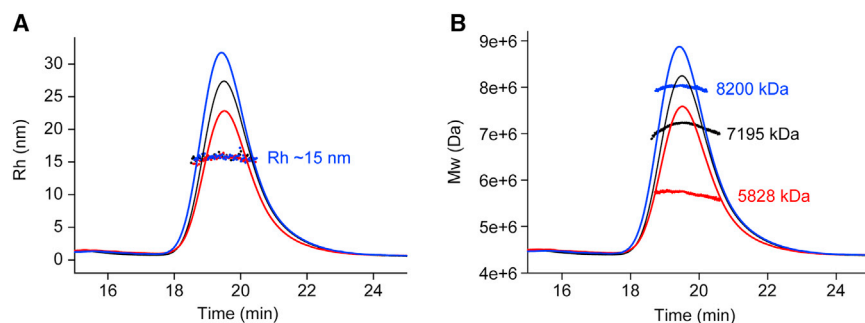 A
Rh (nm)
30
25
20
15
10
5
0
Rh ~15 nm
16
18
20
22
24
Time (min)
B
Mw (Da)
9e+6
8e+6
7e+6
6e+6
5e+6
4e+6
8200 kDa
7195 kDa
5828 kDa
16
18
20
22
24
Time (min)